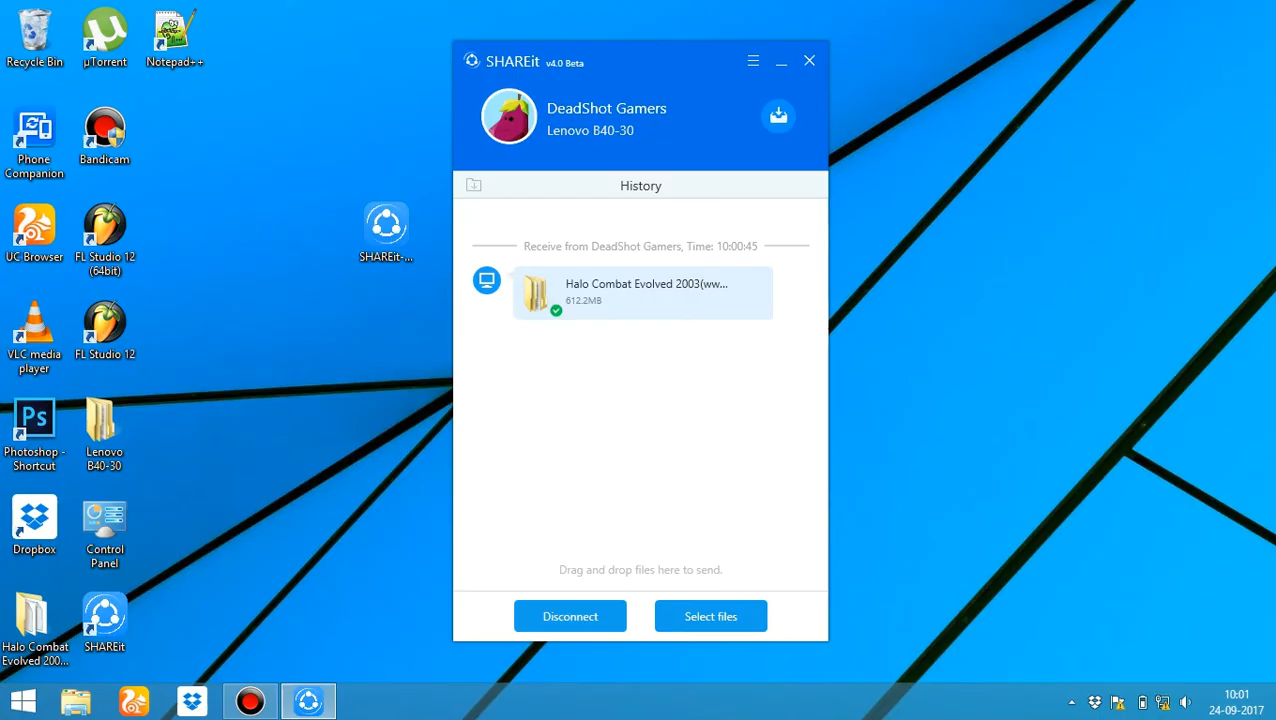 Recycle Bin
µTorrent
Notepad++
Phone
Companion
Bandicam
UC Browser
FL Studio 12
(64bit)
SHAREit-...
VLC media
player
FL Studio 12
Ps
Photoshop -
Shortcut
Lenovo
B40-30
Dropbox
Control
Panel
Halo Combat
Evolved 200...
SHAREit
SHAREit v4.0 Beta
DeadShot Gamers
Lenovo B40-30
History
Receive from DeadShot Gamers, Time: 10:00:45
Halo Combat Evolved 2003(ww...
612.2MB
Drag and drop files here to send.
Disconnect
Select files
10:01
24-09-2017